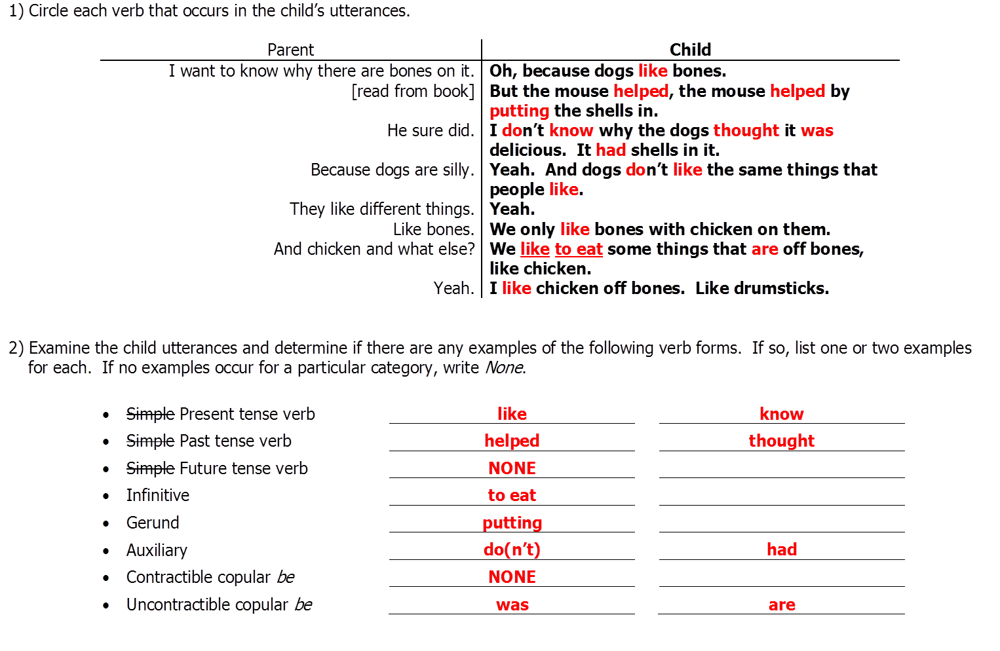 1) Circle each verb that occurs in the child's utterances.
Parent Child
I want to know why there are bones on it. Oh, because dogs like bones.
[read from book] But the mouse helped, the mouse helped by
putting the shells in.
He sure did. I don't know why the dogs thought it was
delicious. It had shells in it.
Because dogs are silly. Yeah. And dogs don't like the same things that
people like.
They like different things. Yeah.
Like bones. We only like bones with chicken on them.
And chicken and what else? We like to eat some things that are off bones,
like chicken.
Yeah. I like chicken off bones. Like drumsticks.
2) Examine the child utterances and determine if there are any examples of the following verb forms. If so, list one or two examples
for each. If no examples occur for a particular category, write None.
• Simple Present tense verb like know
• Simple Past tense verb helped thought
• Simple Future tense verb NONE
• Infinitive to eat
• Gerund putting
• Auxiliary do(n't) had
• Contractible copular be NONE
• Uncontractible copular be was are